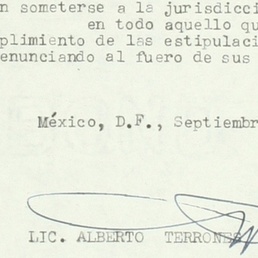 n someterse a la jurisdicci
en todo aquello qu
plimiento de las estipulaci
enunciando al fuero de sus
México, D.F., Septiembr
LIC. ALBERTO TERRONES